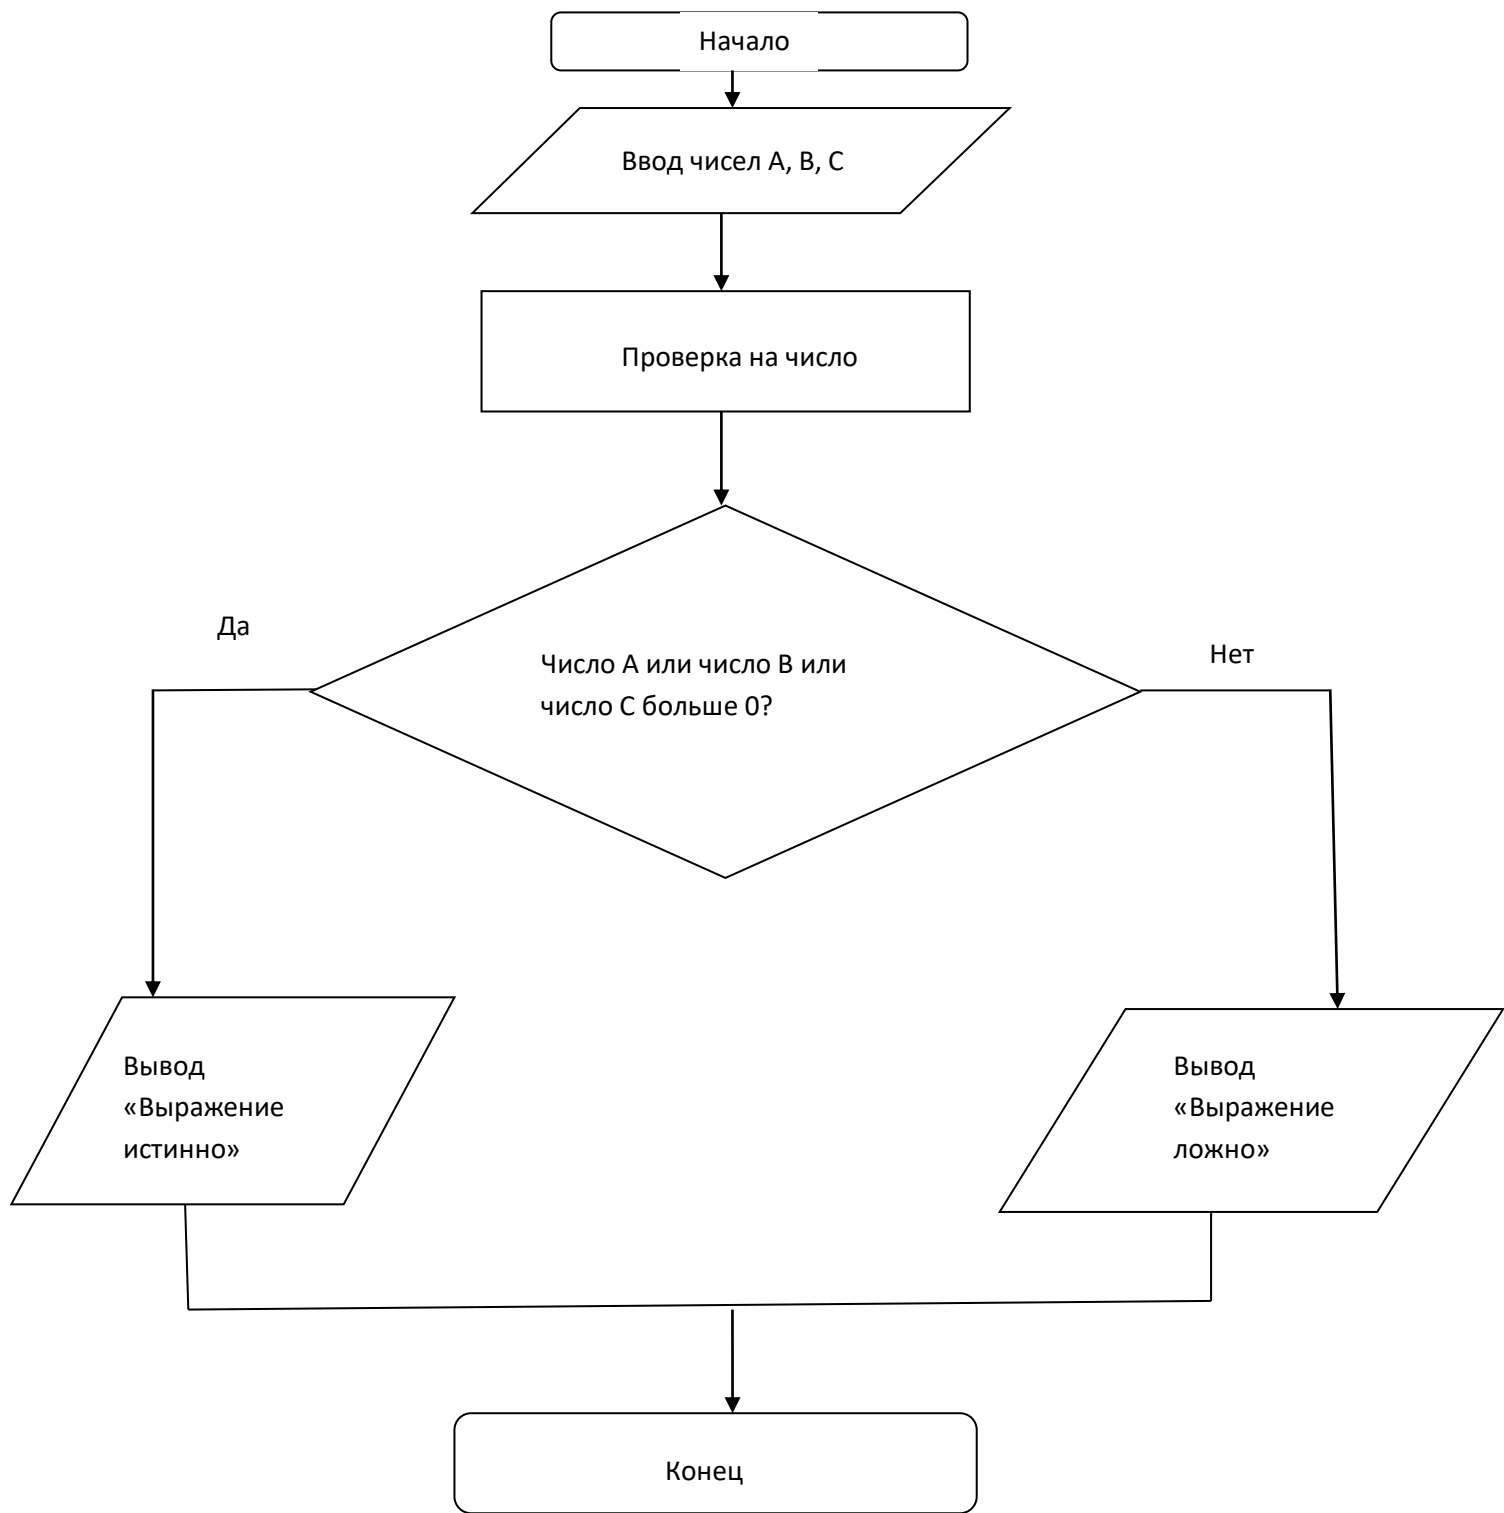 Начало
Ввод чисел A, B, C
Проверка на число
Да
Нет
Число A или число B или
число C больше 0?
Вывод
«Выражение
истинно»
Вывод
«Выражение
ложно»
Конец